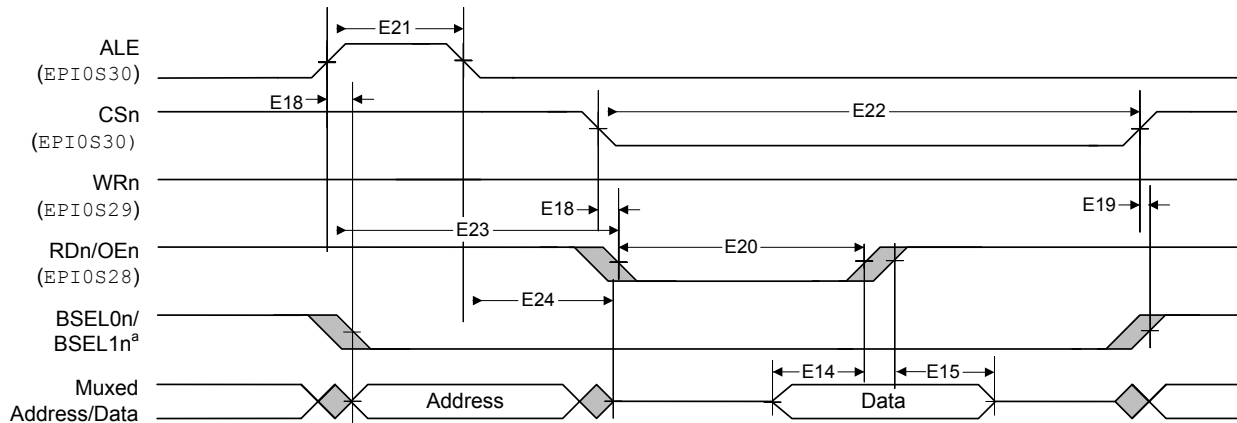 E21
ALE
(EPI0S30)
E18
CSn
(EPI0S30)
E22
WRn
(EPI0S29)
E18
E19
E23
RDn/OEn
(EPI0S28)
E20
E24
BSEL0n/
BSEL1nª
Muxed
Address/Data
Address
E14
E15
Data